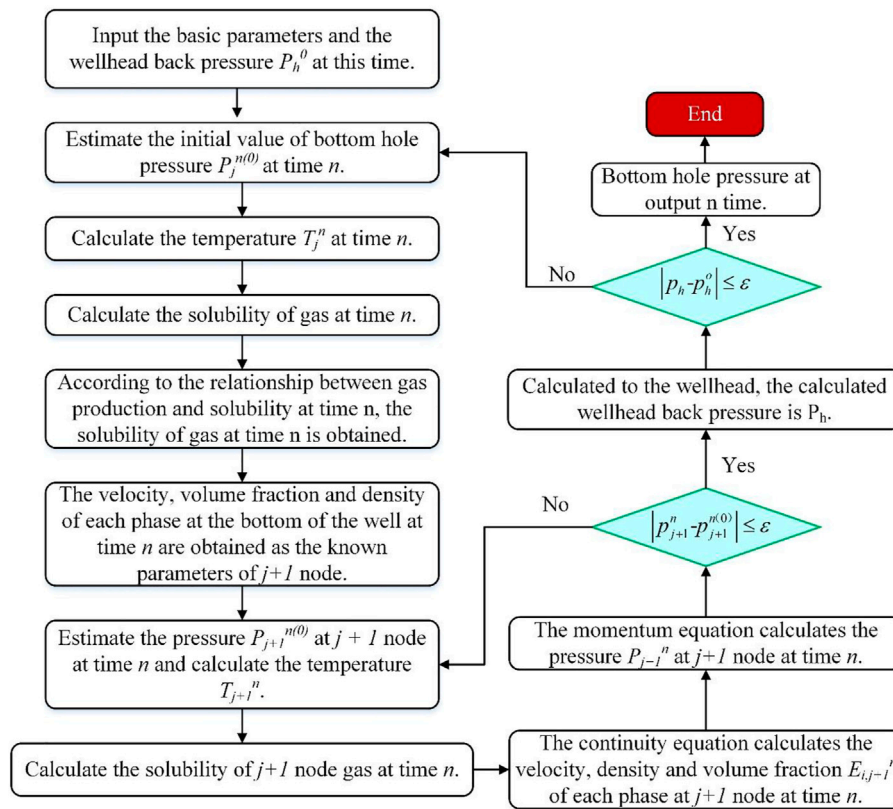 Input the basic parameters and the
wellhead back pressure P_h^0 at this time.
Estimate the initial value of bottom hole
pressure P_j^{n(0)} at time n.
Calculate the temperature T_j^n at time n.
Calculate the solubility of gas at time n.
According to the relationship between gas
production and solubility at time n, the
solubility of gas at time n is obtained.
The velocity, volume fraction and density
of each phase at the bottom of the well at
time n are obtained as the known
parameters of j+1 node.
Estimate the pressure P_{j+1}^{n(0)} at j + 1 node
at time n and calculate the temperature
T_{j+1}^n.
Calculate the solubility of j+1 node gas at time n.
The continuity equation calculates the
velocity, density and volume fraction E_{i,j-1}^n
of each phase at j+1 node at time n.
The momentum equation calculates the
pressure P_{j-1}^n at j+1 node at time n.
|p_{j+1}^n-p_{j+1}^{n(0)}| ≤ ε
No
Yes
Calculated to the wellhead, the calculated
wellhead back pressure is P_h.
|p_h-p_h^o| ≤ ε
No
Yes
Bottom hole pressure at
output n time.
End